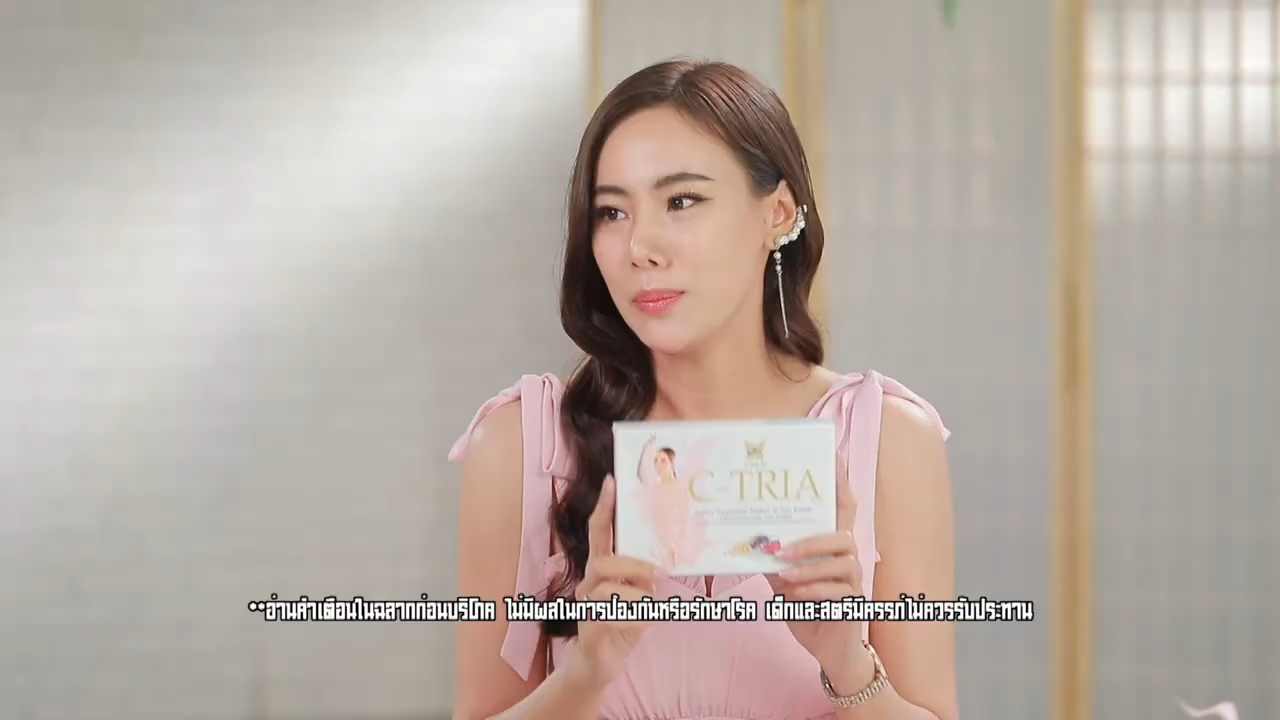 C-TRIA
**อ่านคำเตือนในฉลากก่อนบริโภค ไม่มีผลในการป้องกันหรือรักษาโรค เด็กและสตรีมีครรภ์ไม่ควรรับประทาน